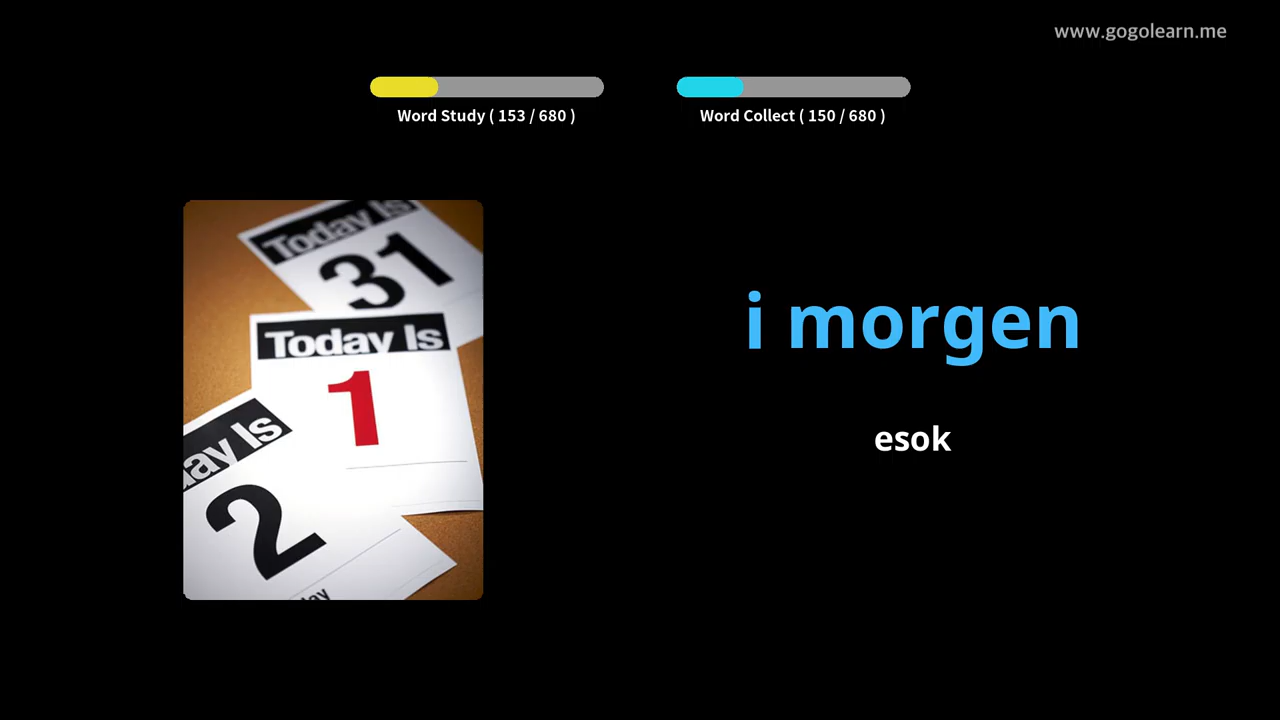 www.gogolearn.me
Word Study ( 153 / 680 )
Word Collect ( 150 / 680 )
Today Is
31
Today Is
1
ay Is
2
day
i morgen
esok